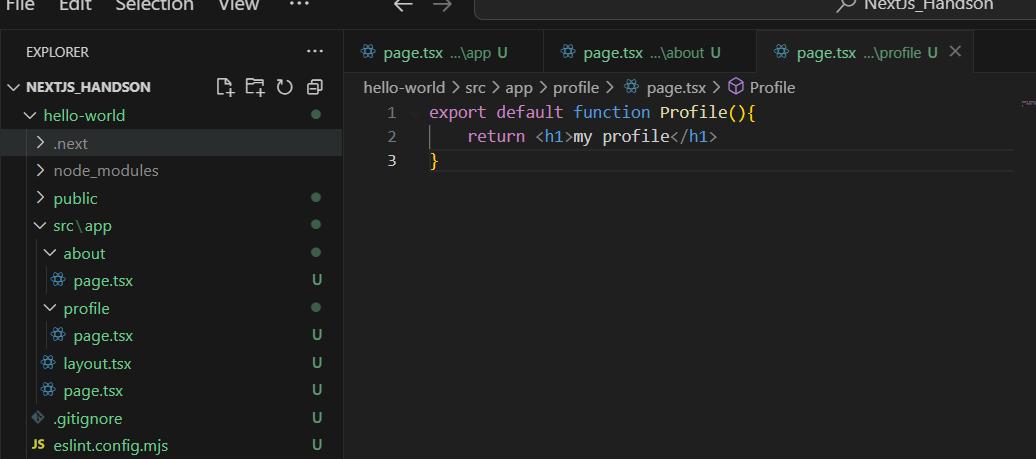 File Edit Selection View ···
NextJs_Handson
EXPLORER ···
NEXTJS_HANDSON
hello-world
.next
node_modules
public
src\app
about
page.tsx U
profile
page.tsx U
layout.tsx U
page.tsx U
.gitignore U
JS eslint.config.mjs U
page.tsx ...\app U
page.tsx ...\about U
page.tsx ...\profile U
hello-world > src > app > profile > page.tsx > Profile
1 export default function Profile(){
2 return <h1>my profile</h1>
3 }